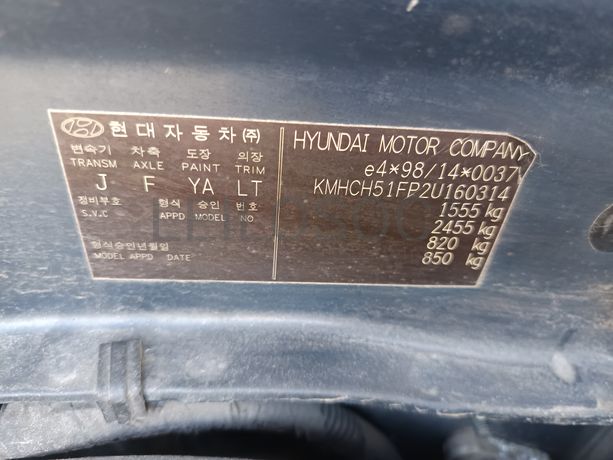 현대자동차(주)
변속기 차축 도장 의장
TRANSM AXLE PAINT TRIM
J F YA LT
정비부호 형식 승인 번호
S.V.C APPD MODEL NO.
형식승인년월일
MODEL APPD DATE
HYUNDAI MOTOR COMPANY
e4*98/14*0037
KMHCH51FP2U160314
1555 kg
2455 kg
820 kg
850 kg